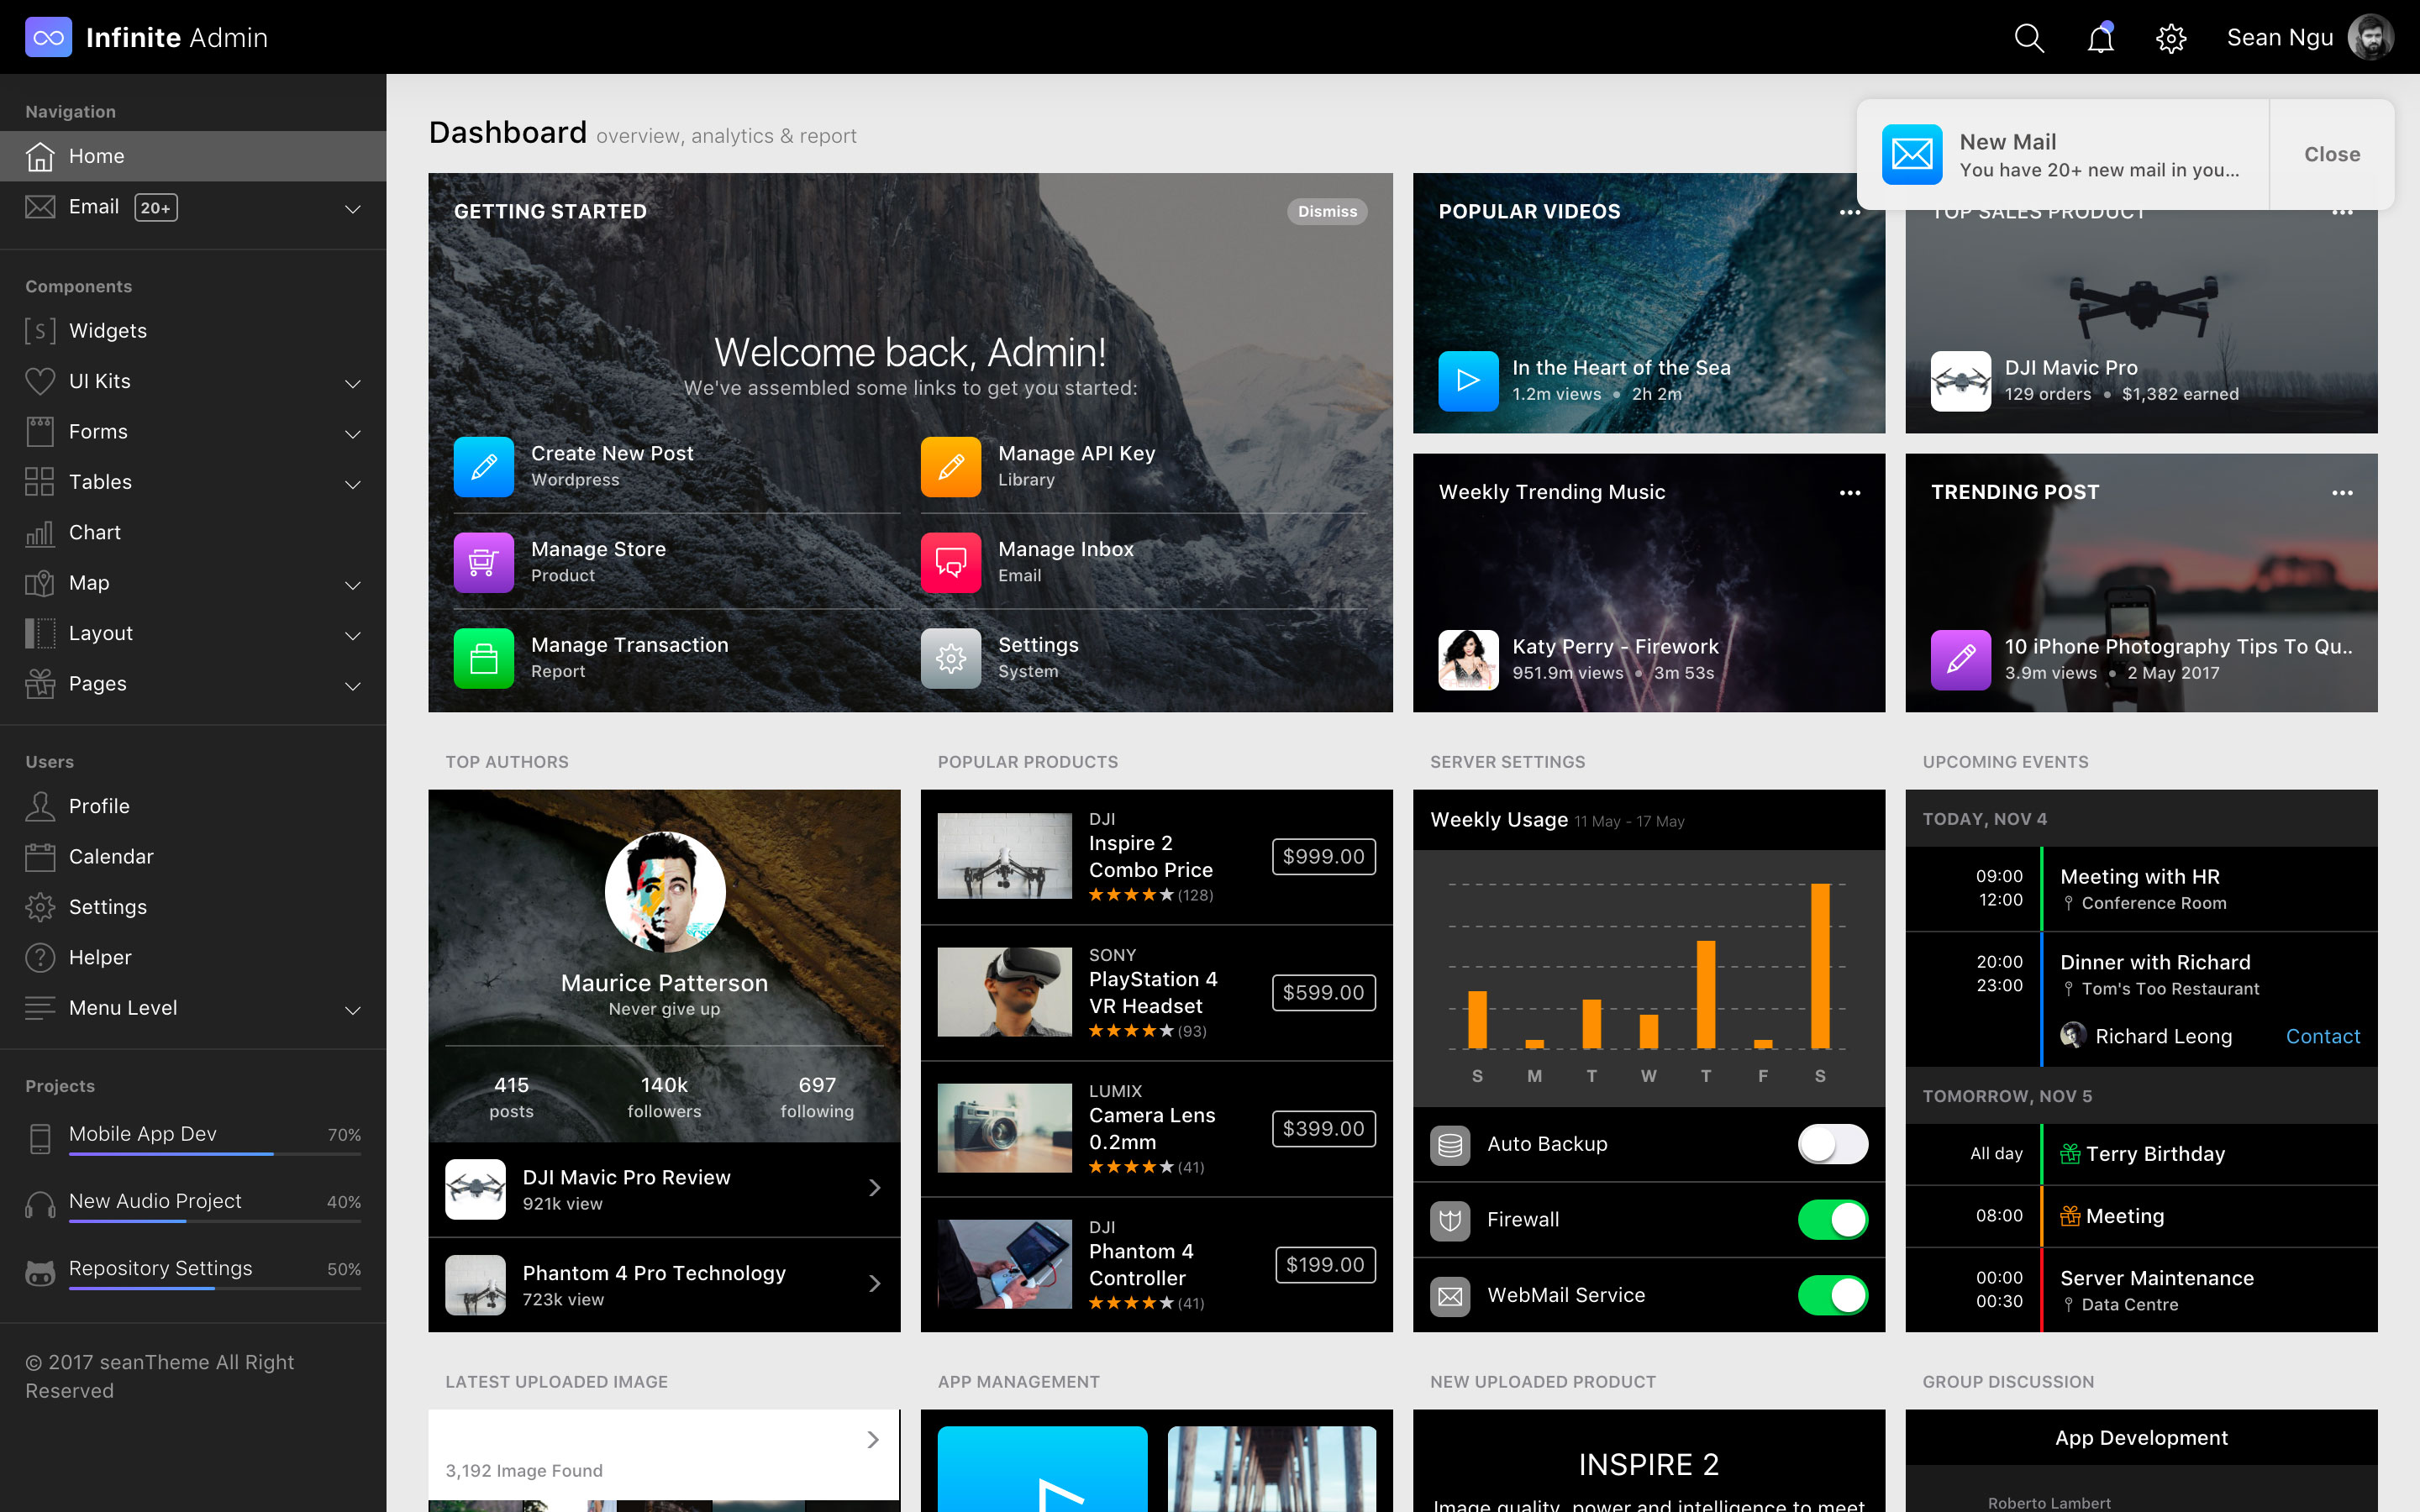 Infinite Admin
Sean Ngu
Navigation
Home
Email 20+
Components
[S] Widgets
UI Kits
Forms
Tables
Chart
Map
Layout
Pages
Users
Profile
Calendar
Settings
? Helper
Menu Level
Projects
Mobile App Dev 70%
New Audio Project 40%
Repository Settings 50%
© 2017 seanTheme All Right
Reserved
Dashboard overview, analytics & report
New Mail
You have 20+ new mail in you...
Close
GETTING STARTED
Dismiss
Welcome back, Admin!
We've assembled some links to get you started:
Create New Post
Wordpress
Manage API Key
Library
Manage Store
Product
Manage Inbox
Email
Manage Transaction
Report
Settings
System
POPULAR VIDEOS
In the Heart of the Sea
1.2m views • 2h 2m
TOP SALES PRODUCT
DJI Mavic Pro
129 orders • $1,382 earned
Weekly Trending Music
Katy Perry - Firework
951.9m views • 3m 53s
TRENDING POST
10 iPhone Photography Tips To Qu..
3.9m views • 2 May 2017
TOP AUTHORS
Maurice Patterson
Never give up
415 140k 697
posts followers following
DJI Mavic Pro Review
921k view
Phantom 4 Pro Technology
723k view
POPULAR PRODUCTS
DJI
Inspire 2
Combo Price
$999.00
(128)
SONY
PlayStation 4
VR Headset
$599.00
(93)
LUMIX
Camera Lens
0.2mm
$399.00
(41)
DJI
Phantom 4
Controller
$199.00
(41)
SERVER SETTINGS
Weekly Usage 11 May - 17 May
S M T W T F S
Auto Backup
Firewall
WebMail Service
UPCOMING EVENTS
TODAY, NOV 4
09:00
12:00
Meeting with HR
Conference Room
20:00
23:00
Dinner with Richard
Tom's Too Restaurant
Richard Leong Contact
TOMORROW, NOV 5
All day Terry Birthday
08:00 Meeting
00:00
00:30
Server Maintenance
Data Centre
LATEST UPLOADED IMAGE
3,192 Image Found
APP MANAGEMENT
NEW UPLOADED PRODUCT
INSPIRE 2
Image quality, power and intelligence to meet
GROUP DISCUSSION
App Development
Roberto Lambert